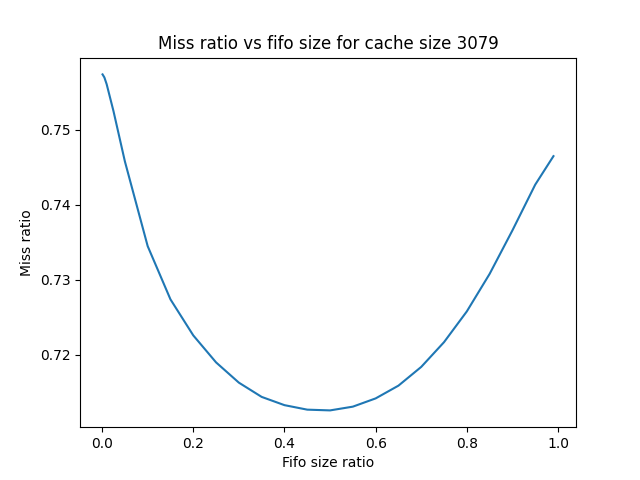 Miss ratio vs fifo size for cache size 3079
0.75
0.74
0.73
0.72
Miss ratio
0.0 0.2 0.4 0.6 0.8 1.0
Fifo size ratio